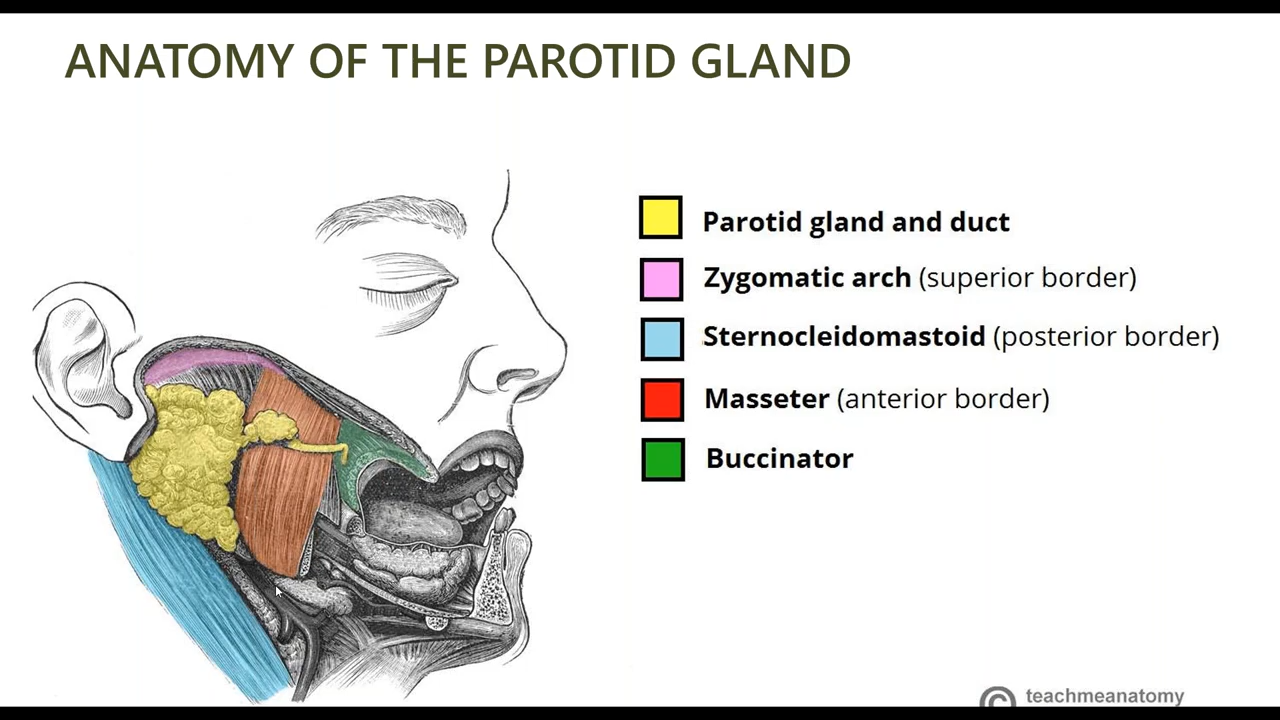 ANATOMY OF THE PAROTID GLAND
Parotid gland and duct
Zygomatic arch (superior border)
Sternocleidomastoid (posterior border)
Masseter (anterior border)
Buccinator
© teachmeanatomy